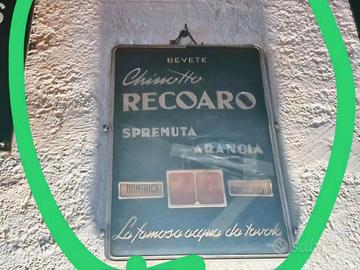 BEVETE
Chinotto
RECOARO
SPREMUTA
ARANCIA
DOMENICA
La famosa acqua da tavola